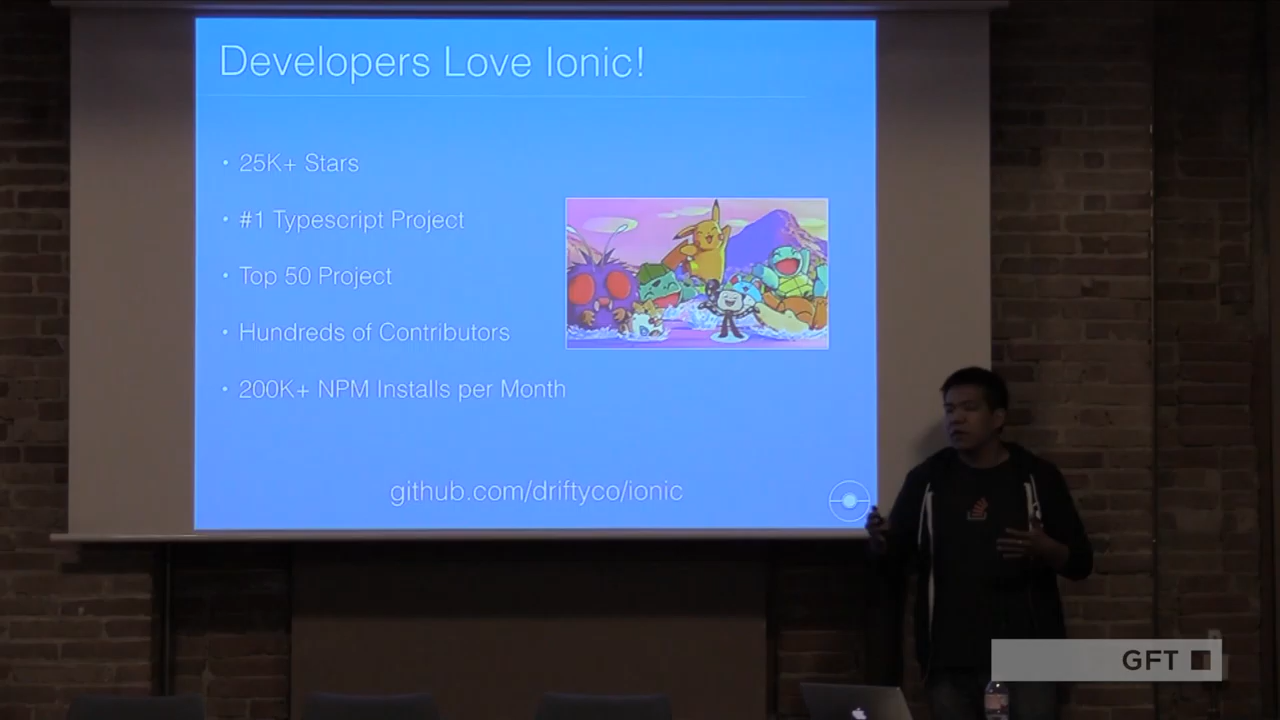 Developers Love Ionic!
• 25K+ Stars
• #1 Typescript Project
• Top 50 Project
• Hundreds of Contributors
• 200K+ NPM Installs per Month
github.com/driftyco/ionic
GFT